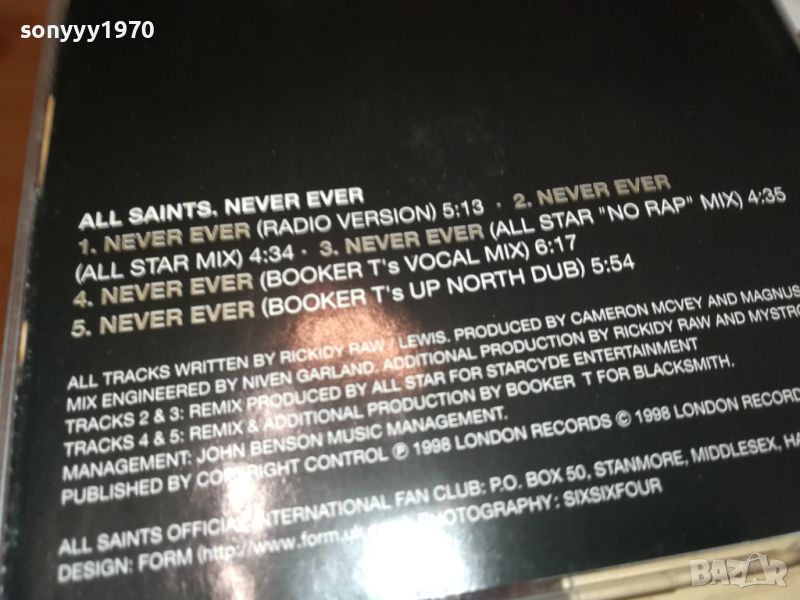 sonyyy1970
ALL SAINTS. NEVER EVER
1. NEVER EVER (RADIO VERSION) 5:13 · 2. NEVER EVER
(ALL STAR MIX) 4:34 · 3. NEVER EVER (ALL STAR "NO RAP" MIX) 4:35
4. NEVER EVER (BOOKER T's VOCAL MIX) 6:17
5. NEVER EVER (BOOKER T's UP NORTH DUB) 5:54
ALL TRACKS WRITTEN BY RICKIDY RAW / LEWIS. PRODUCED BY CAMERON MCVEY AND MAGNUS
MIX ENGINEERED BY NIVEN GARLAND. ADDITIONAL PRODUCTION BY RICKIDY RAW AND MYSTRO
TRACKS 2 & 3: REMIX PRODUCED BY ALL STAR FOR STARCYDE ENTERTAINMENT
TRACKS 4 & 5: REMIX & ADDITIONAL PRODUCTION BY BOOKER T FOR BLACKSMITH.
MANAGEMENT: JOHN BENSON MUSIC MANAGEMENT.
PUBLISHED BY COPYRIGHT CONTROL ℗ 1998 LONDON RECORDS © 1998 LONDON RECORD
ALL SAINTS OFFICIAL INTERNATIONAL FAN CLUB: P.O. BOX 50, STANMORE, MIDDLESEX, HA
DESIGN: FORM (http://www.form.uk PHOTOGRAPHY: SIXSIXFOUR
BAZAR